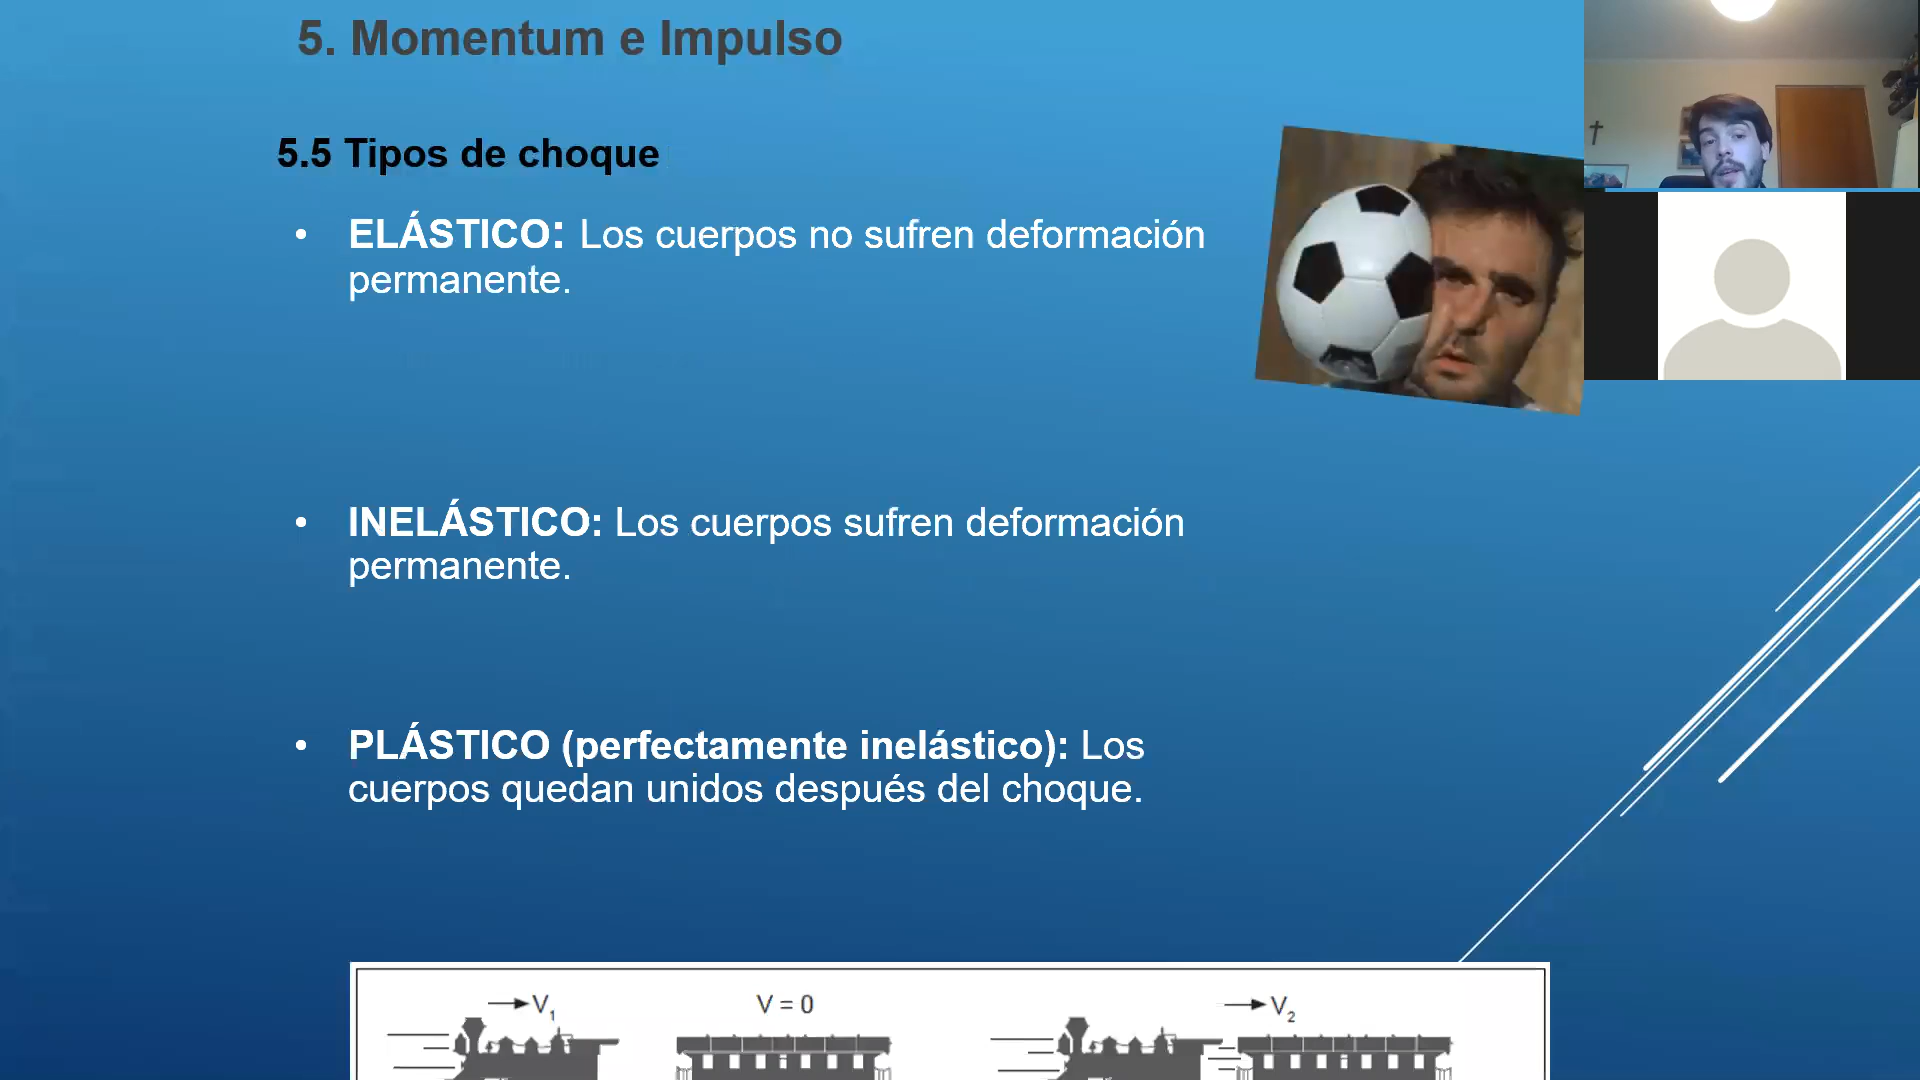 5. Momentum e Impulso
5.5 Tipos de choque
• ELÁSTICO: Los cuerpos no sufren deformación
permanente.
• INELÁSTICO: Los cuerpos sufren deformación
permanente.
• PLÁSTICO (perfectamente inelástico): Los
cuerpos quedan unidos después del choque.
V₁ V = 0 V₂